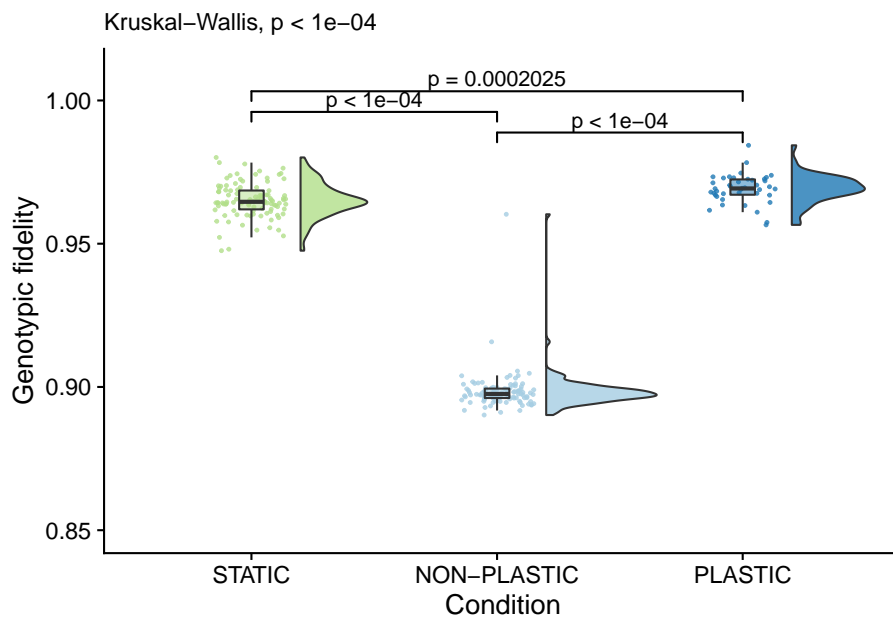 Kruskal−Wallis, p < 1e−04
p = 0.0002025
p < 1e−04
p < 1e−04
1.00
0.95
0.90
0.85
Genotypic fidelity
STATIC
NON−PLASTIC
PLASTIC
Condition